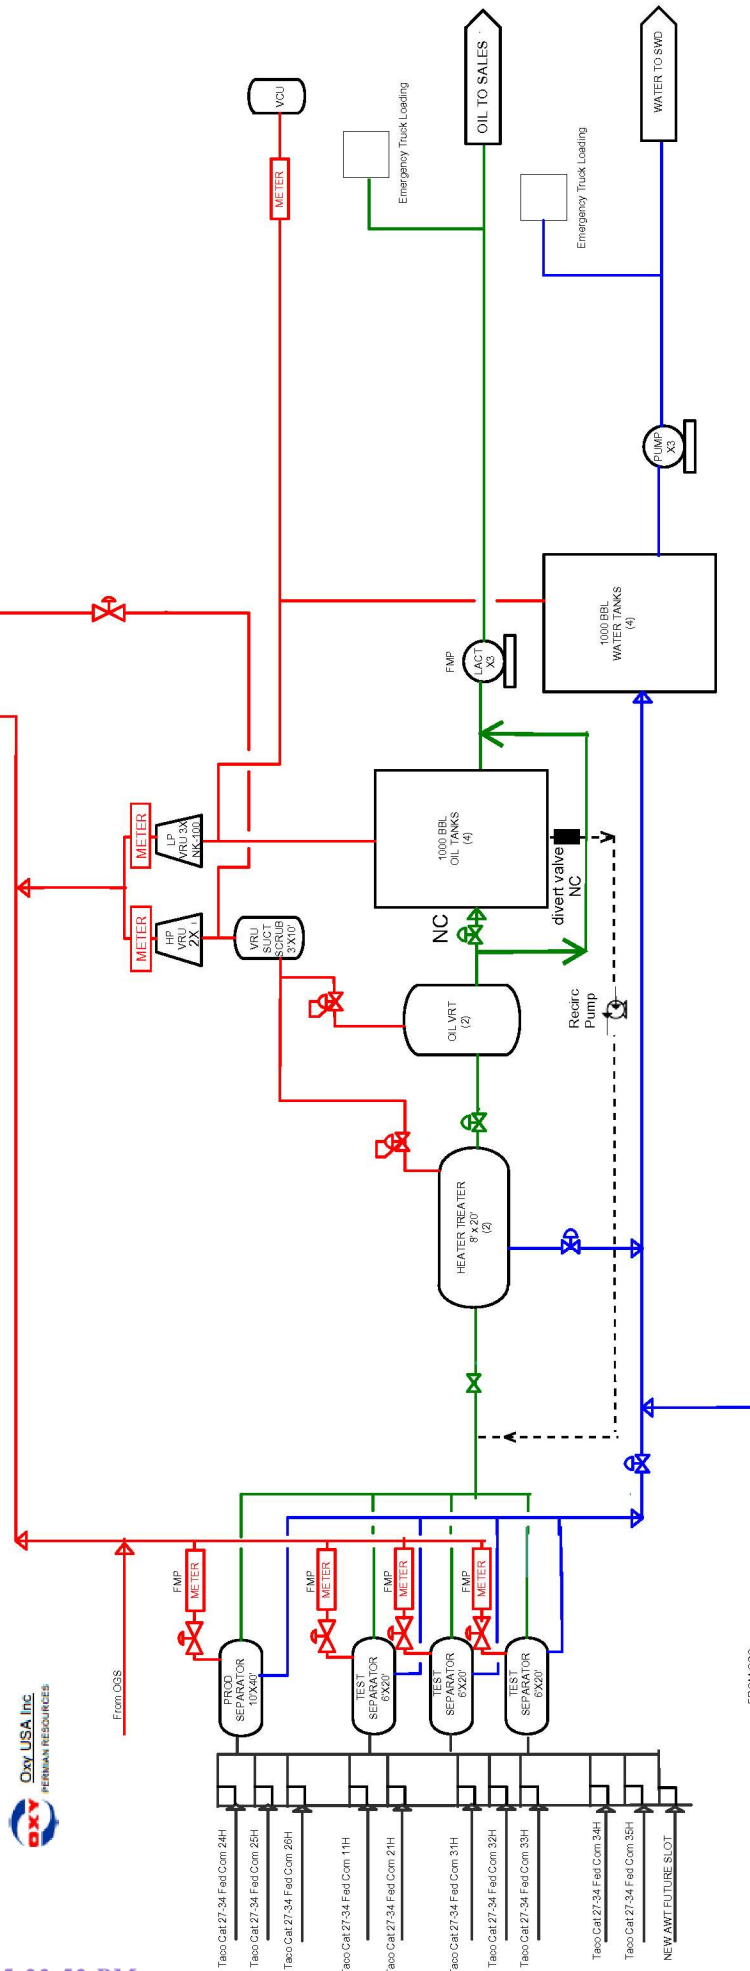 OXY
Oxy USA Inc
PERMIAN RESOURCES
From OGS
Taco Cat 27-34 Fed Com 24H
Taco Cat 27-34 Fed Com 25H
Taco Cat 27-34 Fed Com 26H
Taco Cat 27-34 Fed Com 11H
Taco Cat 27-34 Fed Com 21H
Taco Cat 27-34 Fed Com 31H
Taco Cat 27-34 Fed Com 32H
Taco Cat 27-34 Fed Com 33H
Taco Cat 27-34 Fed Com 34H
Taco Cat 27-34 Fed Com 35H
NEW AWT FUTURE SLOT
PROD
SEPARATOR
10'X40'
TEST
SEPARATOR
6'X20'
TEST
SEPARATOR
6'X20'
TEST
SEPARATOR
6'X20'
FMP
METER
FMP
METER
FMP
METER
FMP
METER
HEATER TREATER
8' x 20'
(2)
OIL VRT
(2)
VRU
SUCT
SCRUB
3'X10'
HP
VRU
2X
METER
LP
VRU 3X
NK-100
METER
NC
1000 BBL
OIL TANKS
(4)
divert valve
NC
Recirc
Pump
FMP
LACT
X3
1000 BBL
WATER TANKS
(4)
PUMP
X3
METER
VCU
Emergency Truck Loading
OIL TO SALES
Emergency Truck Loading
WATER TO SWD